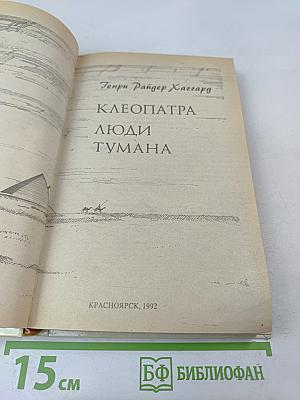 Генри Райдер Хаггард
КЛЕОПАТРА
ЛЮДИ
ТУМАНА
КРАСНОЯРСК, 1992
15 см
БФ БИБЛИОФАН